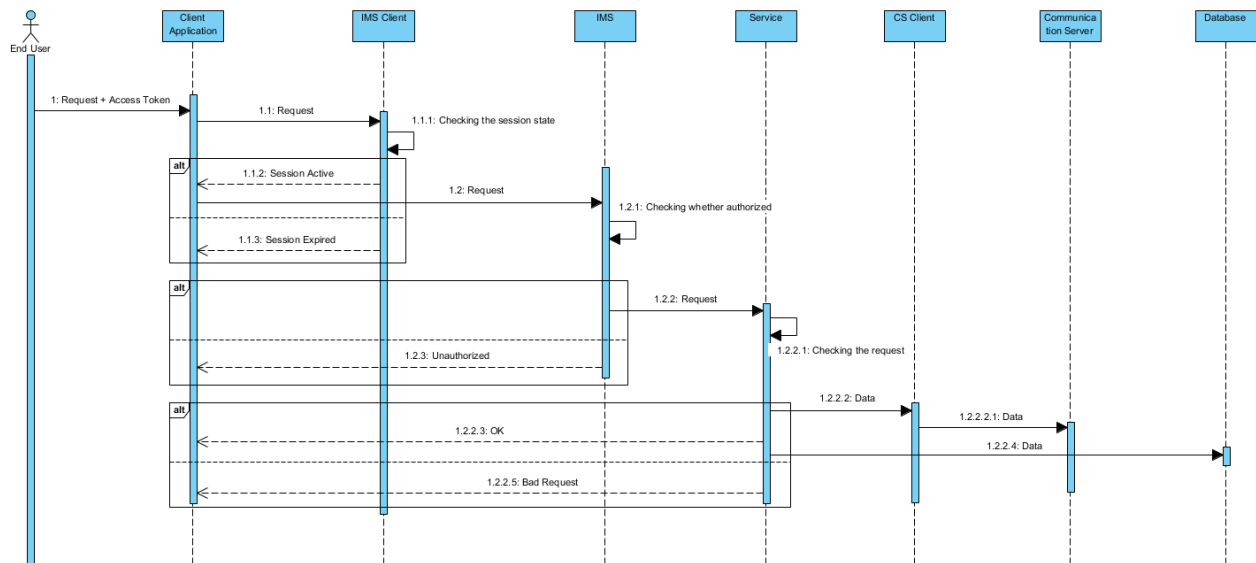 End User
Client
Application
IMS Client
IMS
Service
CS Client
Communica
tion Server
Database
1: Request + Access Token
1.1: Request
1.1.1: Checking the session state
alt
1.1.2: Session Active
1.2: Request
1.2.1: Checking whether authorized
1.1.3: Session Expired
alt
1.2.2: Request
1.2.2.1: Checking the request
1.2.3: Unauthorized
alt
1.2.2.2: Data
1.2.2.2.1: Data
1.2.2.3: OK
1.2.2.4: Data
1.2.2.5: Bad Request